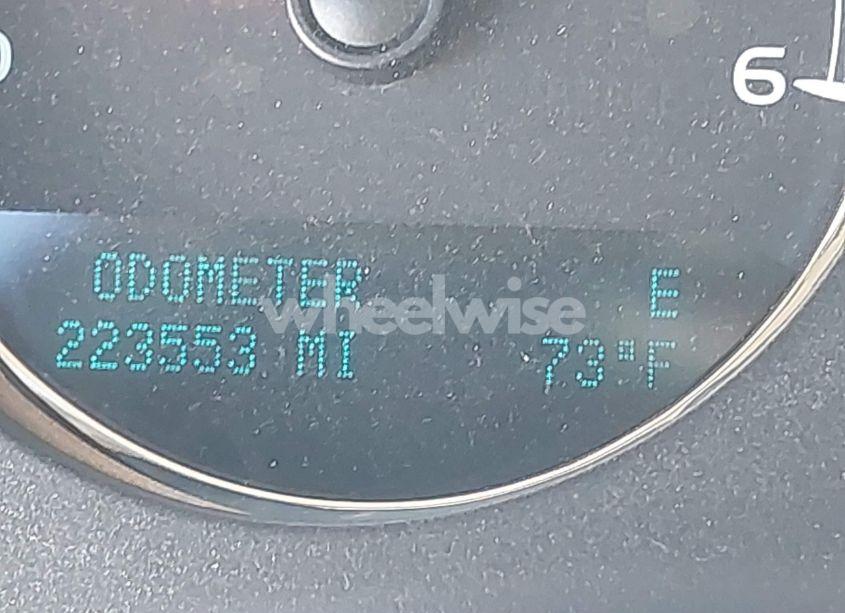 6
ODOMETER E
223553 MI 73°F
wheelwise